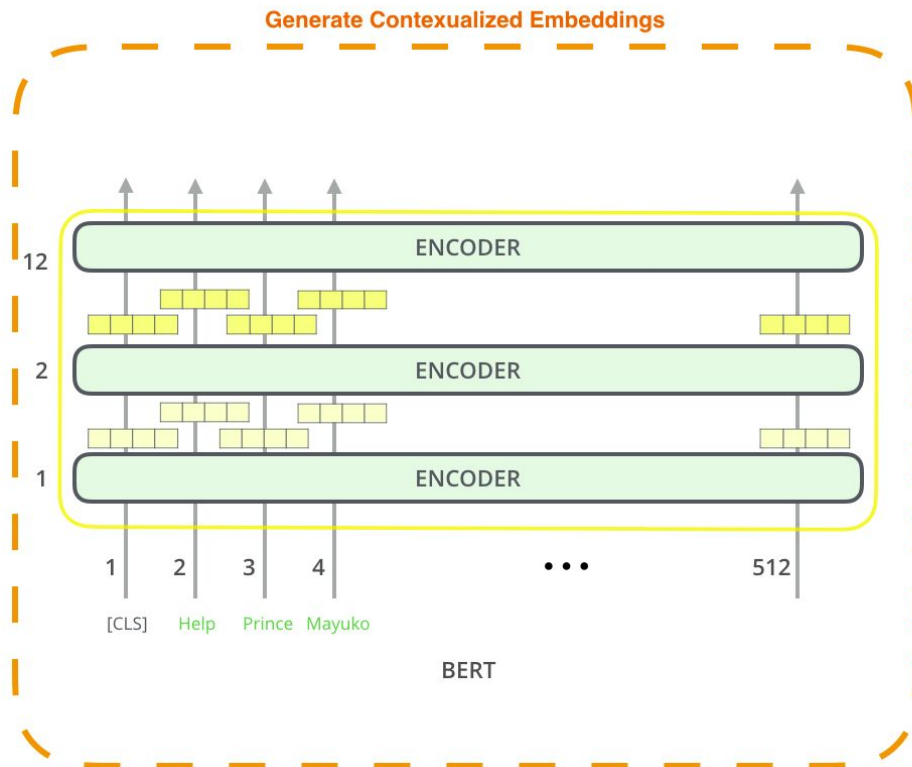 Generate Contexualized Embeddings
12 ENCODER
2 ENCODER
1 ENCODER
1 2 3 4 ••• 512
[CLS] Help Prince Mayuko
BERT